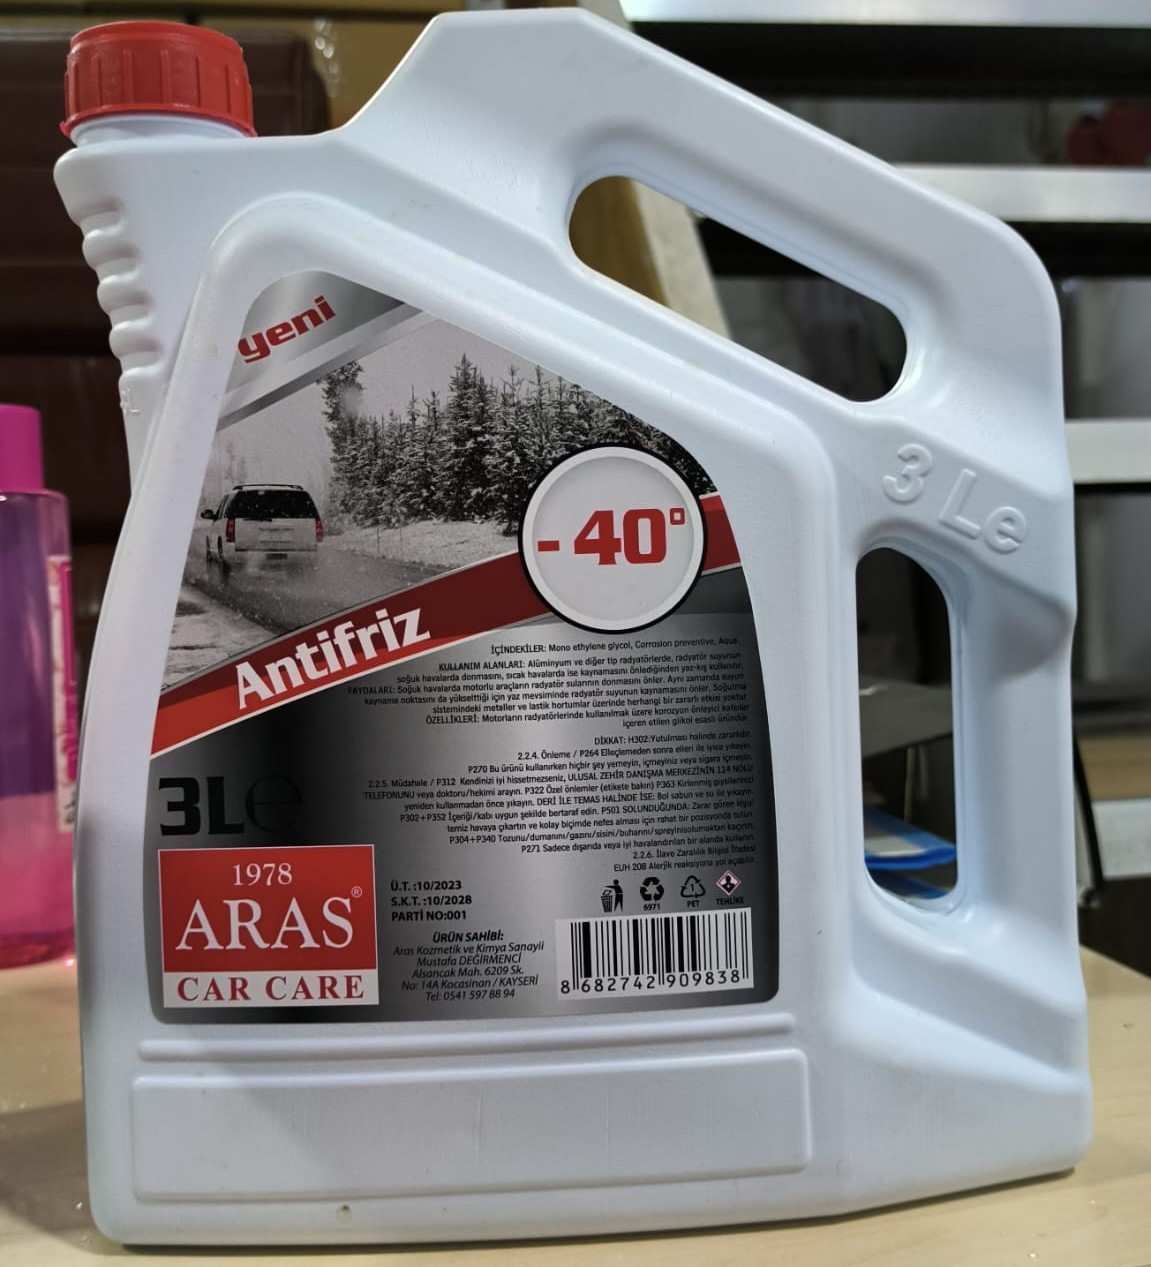 yeni
3 Le
-40°
Antifriz
İÇİNDEKİLER: Mono ethylene glycol, Corrosion preventive, Aqua.
KULLANIM ALANLARI: Alüminyum ve diğer tip radyatörlerde, radyatör suyunun
soğuk havalarda donmasını, sıcak havalarda ise kaynamasını önlediğinden yaz-kış kullanılır.
FAYDALARI: Soğuk havalarda motorlu araçların radyatör sularının donmasını önler. Aynı zamanda suyun
kaynama noktasını da yükselttiği için yaz mevsiminde radyatör suyunun kaynamasını önler. Soğutma
sistemindeki metaller ve lastik hortumlar üzerinde herhangi bir zararlı etkisi yoktur.
ÖZELLİKLERİ: Motorların radyatörlerinde kullanılmak üzere korozyon önleyici katkılar
içeren etilen glikol esaslı üründür.
DİKKAT: H302:Yutulması halinde zararlıdır.
2.2.4. Önleme / P264 Elleçlemeden sonra elleri ile iyice yıkayın.
P270 Bu ürünü kullanırken hiçbir şey yemeyin, içmeyiniz veya sigara içmeyin.
2.2.5. Müdahale / P312 Kendinizi iyi hissetmezseniz, ULUSAL ZEHİR DANIŞMA MERKEZİNİN 114 NOLU
TELEFONUNU veya doktoru/hekimi arayın. P322 Özel önlemler (etikete bakın) P363 Kirlenmiş giysilerinizi
yeniden kullanmadan önce yıkayın. DERİ İLE TEMAS HALİNDE İSE: Bol sabun ve su ile yıkayın.
P302+P352 İçeriği/kabı uygun şekilde bertaraf edin. P501 SOLUNDUĞUNDA: Zarar gören kişiyi
temiz havaya çıkartın ve kolay biçimde nefes alması için rahat bir pozisyonda tutun.
P304+P340 Tozunu/dumanını/gazını/sisini/buharını/spreyinisolumaktan kaçının.
P271 Sadece dışarıda veya iyi havalandırılan bir alanda kullanın.
2.2.6. İlave Zararlılık Bilgisi İfadesi
EUH 208 Alerjik reaksiyona yol açabilir.
3Le
1978
ARAS®
CAR CARE
Ü.T. :10/2023
S.K.T. :10/2028
PARTİ NO:001
ÜRÜN SAHİBİ:
Aras Kozmetik ve Kimya Sanayii
Mustafa DEĞİRMENCİ
Alsancak Mah. 6209 Sk.
No: 14A Kocasinan / KAYSERİ
Tel: 0541 597 88 94
6971
1
PET
TEHLİKE
8 682742 909838